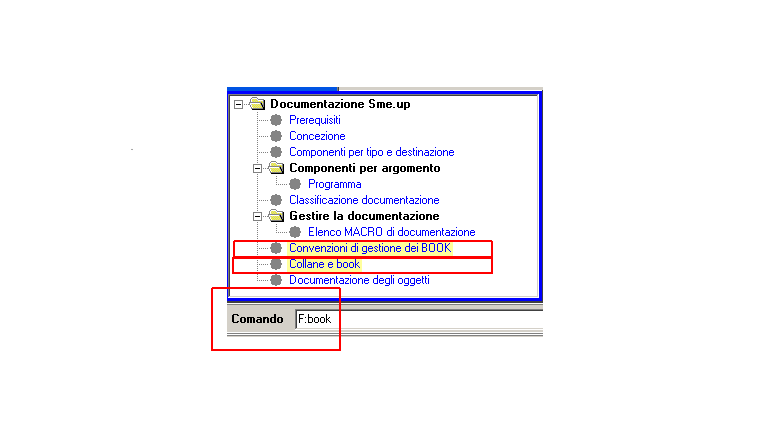 Documentazione Sme.up
Prerequisiti
Concezione
Componenti per tipo e destinazione
Componenti per argomento
Programma
Classificazione documentazione
Gestire la documentazione
Elenco MACRO di documentazione
Convenzioni di gestione dei BOOK
Collane e book
Documentazione degli oggetti
Comando F:book